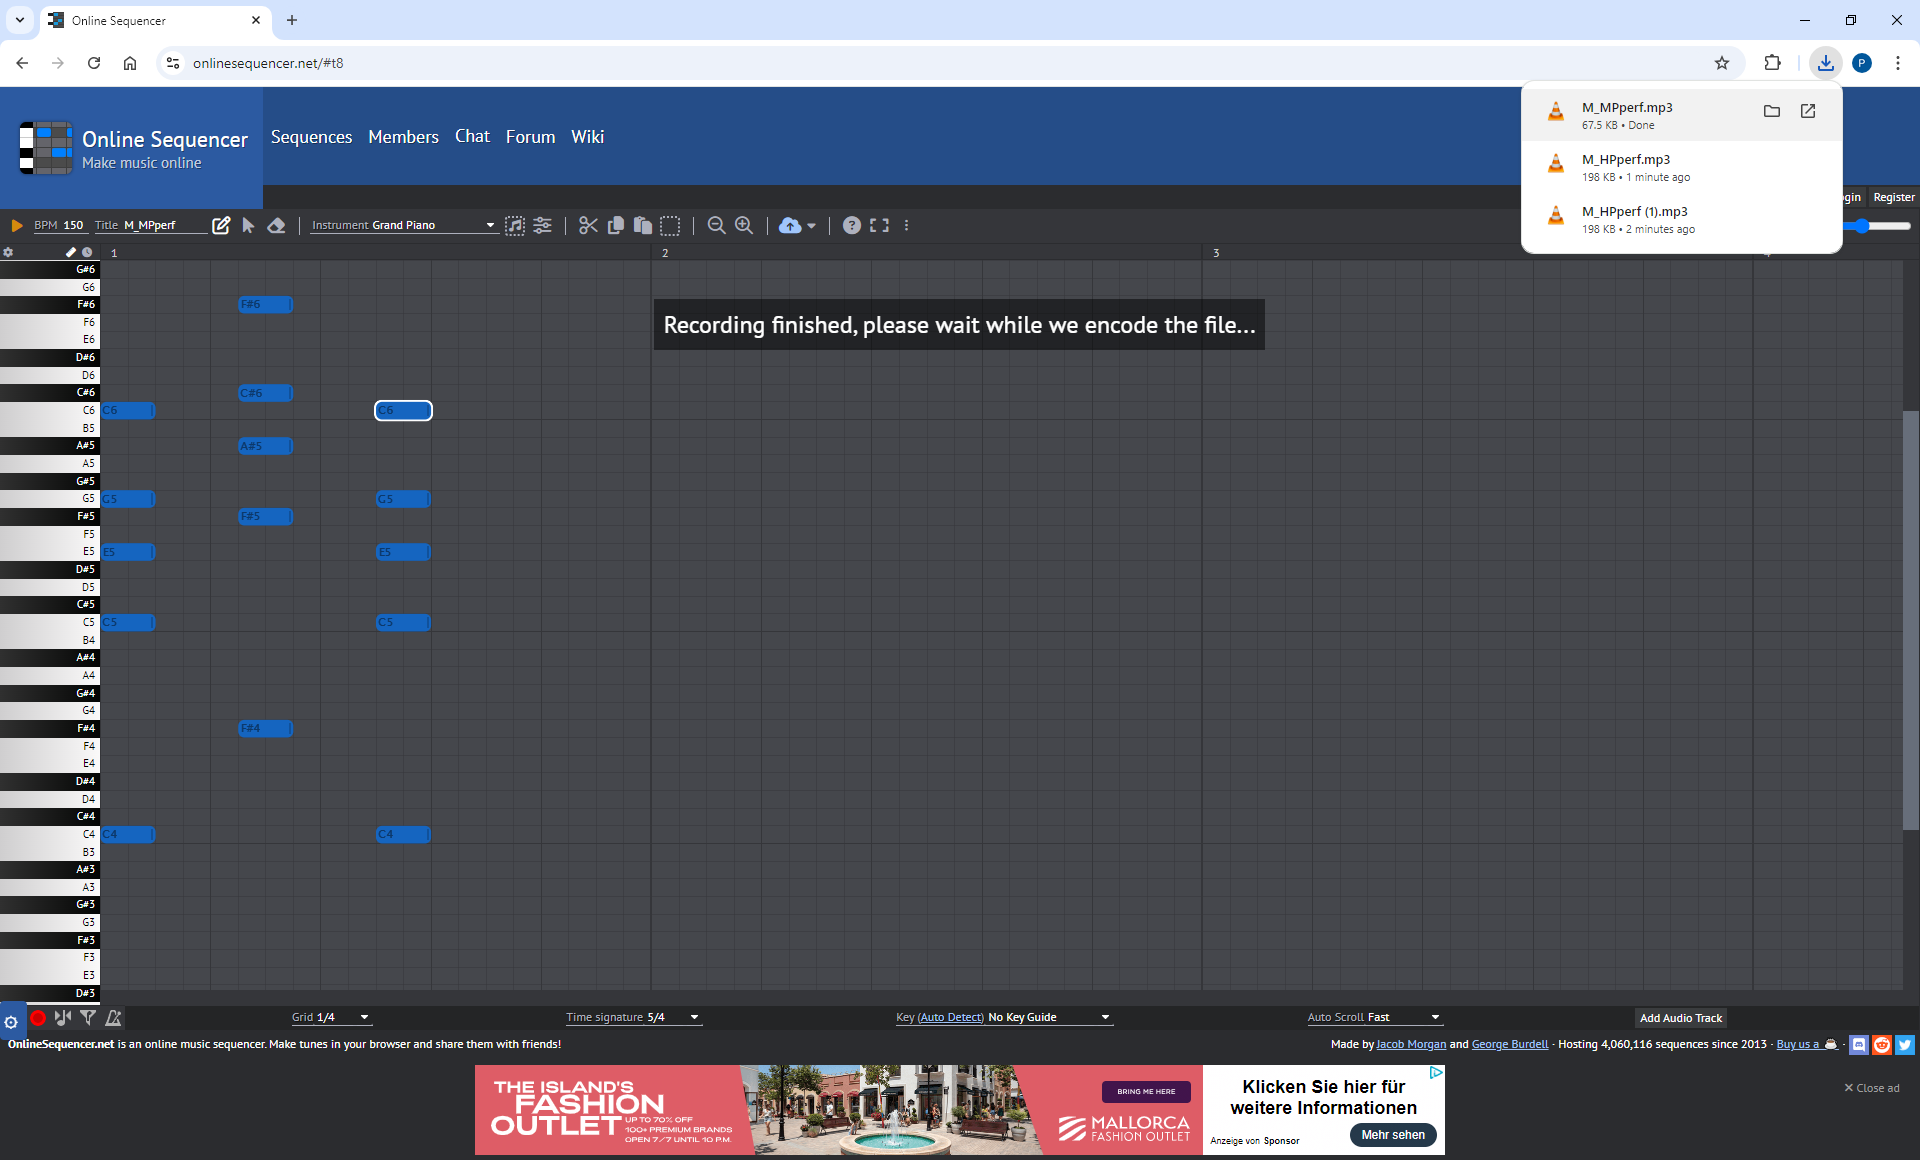 Online Sequencer
onlinesequencer.net/#t8
M_MPperf.mp3
67.5 KB • Done
M_HPperf.mp3
198 KB • 1 minute ago
M_HPperf (1).mp3
198 KB • 2 minutes ago
P
Online Sequencer
Make music online
Sequences Members Chat Forum Wiki
Register
BPM 150 Title M_MPperf Instrument Grand Piano
1 2 3
G#6
G6
F#6 F#6
F6
E6
D#6
D6
C#6 C#6
C6 C6 C6
B5
A#5 A#5
A5
G#5
G5 G5 G5
F#5 F#5
F5
E5 E5 E5
D#5
D5
C#5
C5 C5 C5
B4
A#4
A4
G#4
G4
F#4 F#4
F4
E4
D#4
D4
C#4
C4 C4 C4
B3
A#3
A3
G#3
G3
F#3
F3
E3
D#3
Recording finished, please wait while we encode the file...
Grid 1/4 Time signature 5/4 Key (Auto Detect) No Key Guide Auto Scroll Fast Add Audio Track
OnlineSequencer.net is an online music sequencer. Make tunes in your browser and share them with friends!
Made by Jacob Morgan and George Burdell · Hosting 4,060,116 sequences since 2013 · Buy us a ·
THE ISLAND'S
FASHION
OUTLET
UP TO 70% OFF
100+ PREMIUM BRANDS
OPEN 7/7 UNTIL 10 P.M.
BRING ME HERE
MALLORCA
FASHION OUTLET
Klicken Sie hier für
weitere Informationen
Anzeige von Sponsor
Mehr sehen
Close ad